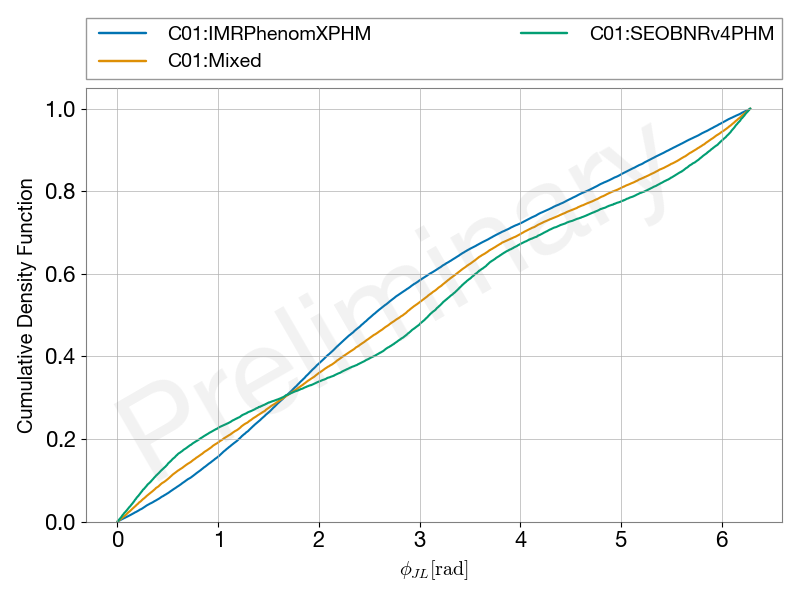 C01:IMRPhenomXPHM
C01:SEOBNRv4PHM
C01:Mixed
Preliminary
Cumulative Density Function
1.0
0.8
0.6
0.4
0.2
0.0
0 1 2 3 4 5 6
ϕ_JL[rad]